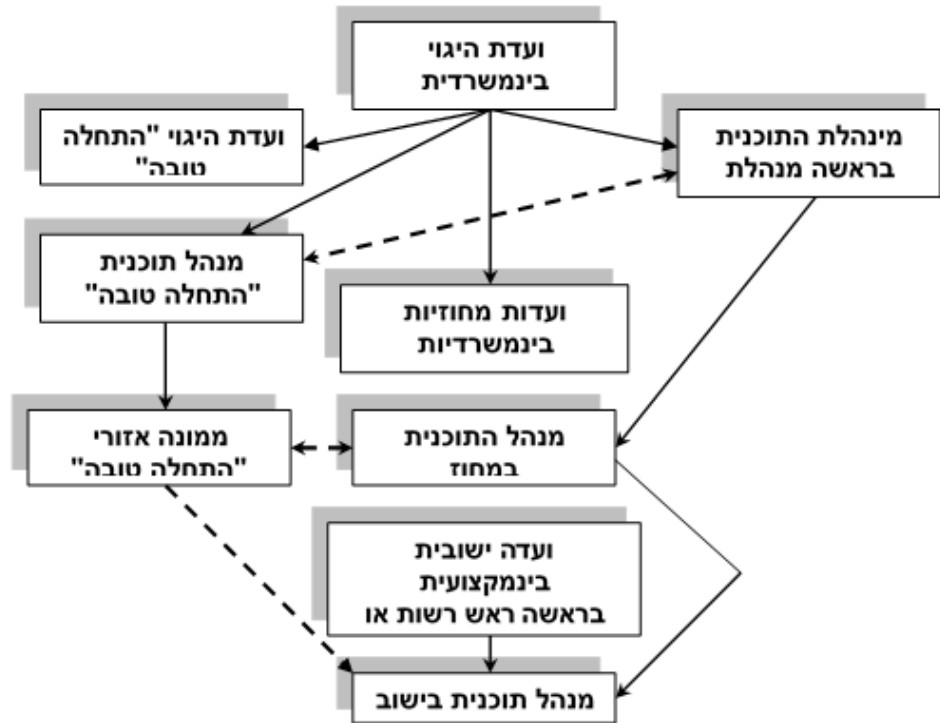 ועדת היגוי
בינמשרדית
מינהלת התוכנית
בראשה מנהלת
ועדת היגוי "התחלה
טובה"
מנהל תוכנית
"התחלה טובה"
ועדות מחוזיות
בינמשרדיות
מנהל התוכנית
במחוז
ממונה אזורי
"התחלה טובה"
ועדה ישובית
בינמקצועית
בראשה ראש רשות או
מנהל תוכנית בישוב